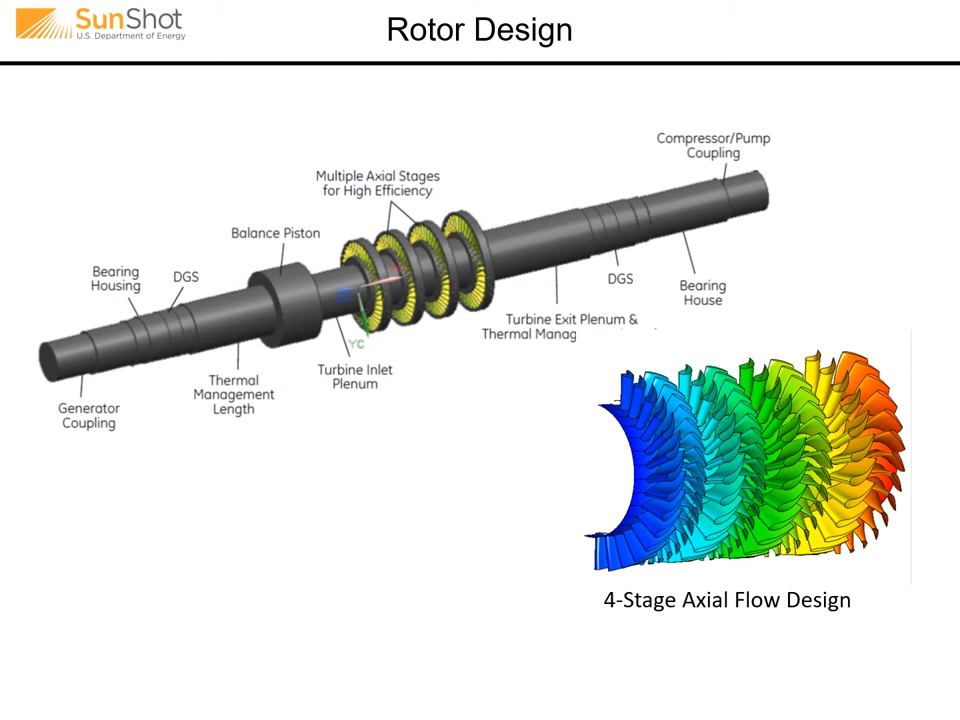 SunShot
U.S. Department of Energy
Rotor Design
Compressor/Pump
Coupling
Multiple Axial Stages
for High Efficiency
Balance Piston
Bearing
Housing
DGS
DGS
Bearing
House
Turbine Exit Plenum &
Thermal Manag
YC
Turbine Inlet
Plenum
Thermal
Management
Length
Generator
Coupling
4-Stage Axial Flow Design